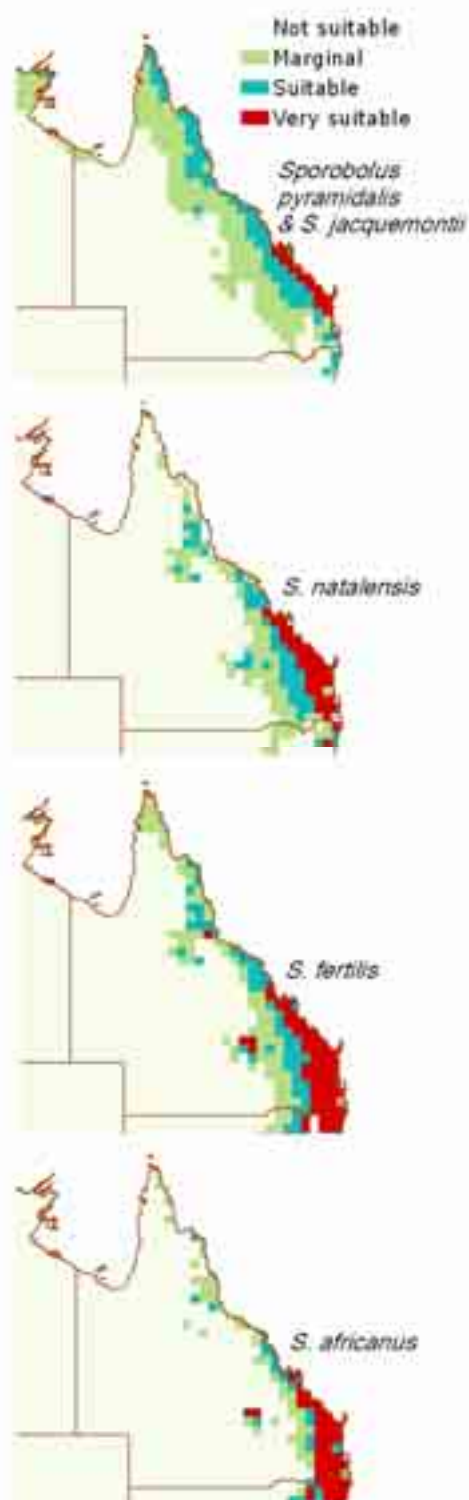 Not suitable
Marginal
Suitable
Very suitable
Sporobolus
pyramidalis
& S. jacquemontii
S. natalensis
S. fertilis
S. africanus